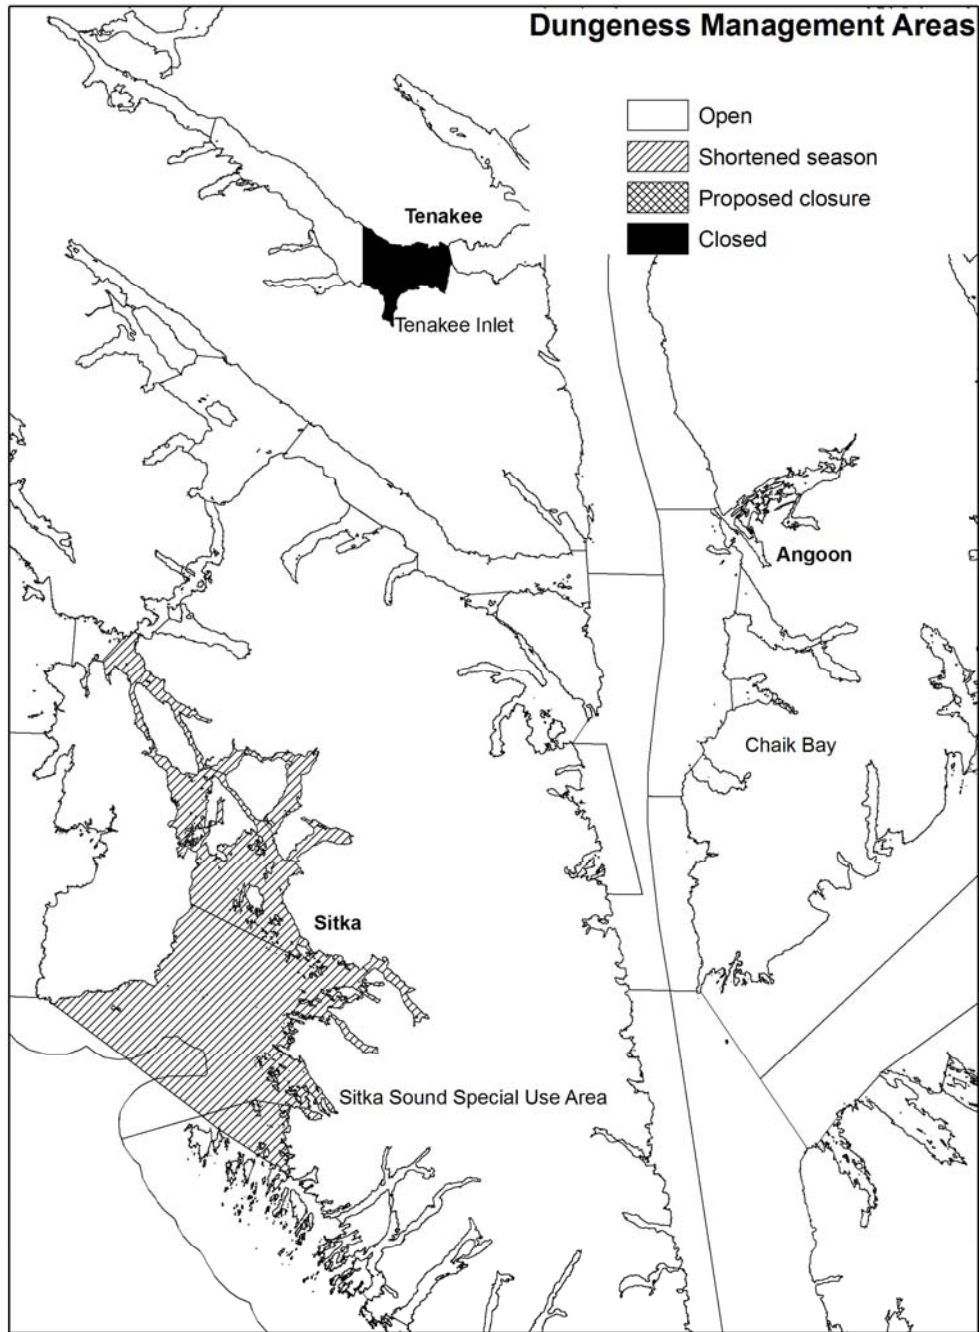 Dungeness Management Areas
Open
Shortened season
Proposed closure
Closed
Tenakee
Tenakee Inlet
Angoon
Chaik Bay
Sitka
Sitka Sound Special Use Area